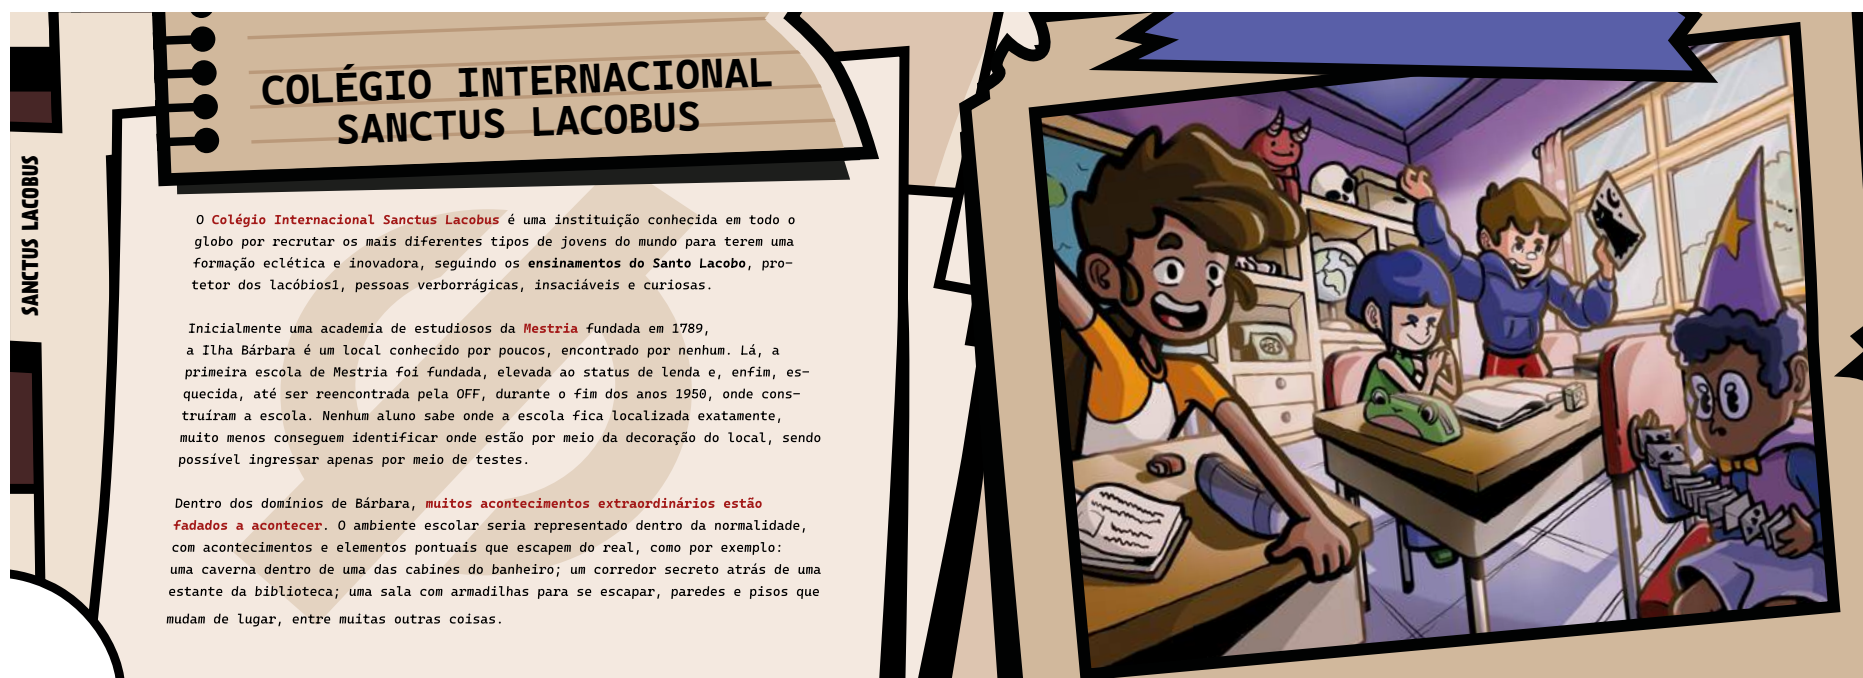 COLÉGIO INTERNACIONAL
SANCTUS LACOBUS
SANCTUS LACOBUS
O Colégio Internacional Sanctus Lacobus é uma instituição conhecida em todo o
globo por recrutar os mais diferentes tipos de jovens do mundo para terem uma
formação eclética e inovadora, seguindo os ensinamentos do Santo Lacobo, pro-
tetor dos lacóbios1, pessoas verborrágicas, insaciáveis e curiosas.
Inicialmente uma academia de estudiosos da Mestria fundada em 1789,
a Ilha Bárbara é um local conhecido por poucos, encontrado por nenhum. Lá, a
primeira escola de Mestria foi fundada, elevada ao status de lenda e, enfim, es-
quecida, até ser reencontrada pela OFF, durante o fim dos anos 1950, onde cons-
truíram a escola. Nenhum aluno sabe onde a escola fica localizada exatamente,
muito menos conseguem identificar onde estão por meio da decoração do local, sendo
possível ingressar apenas por meio de testes.
Dentro dos domínios de Bárbara, muitos acontecimentos extraordinários estão
fadados a acontecer. O ambiente escolar seria representado dentro da normalidade,
com acontecimentos e elementos pontuais que escapem do real, como por exemplo:
uma caverna dentro de uma das cabines do banheiro; um corredor secreto atrás de uma
estante da biblioteca; uma sala com armadilhas para se escapar, paredes e pisos que
mudam de lugar, entre muitas outras coisas.